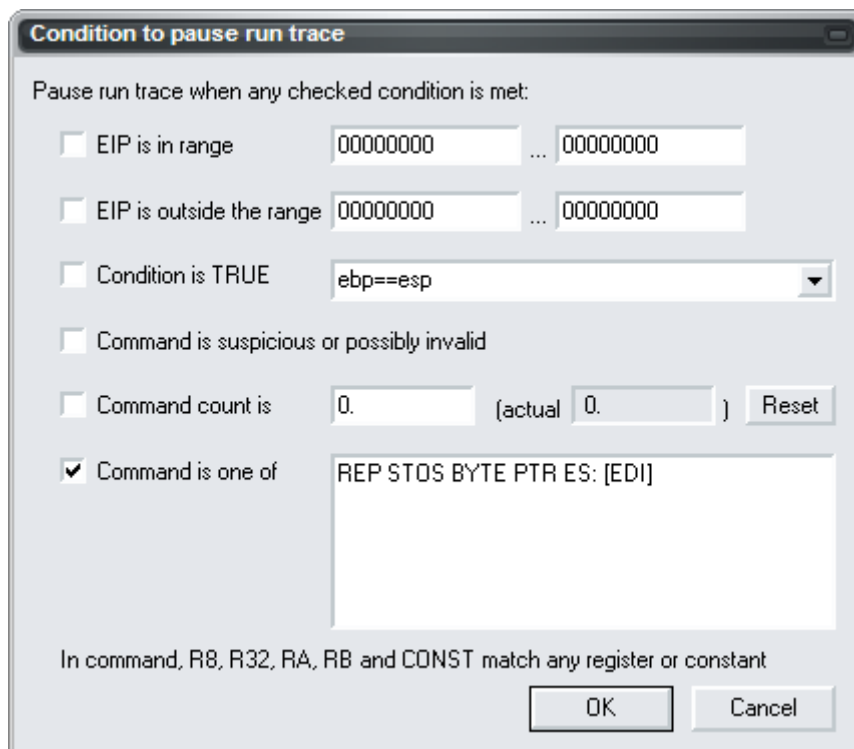 Condition to pause run trace
Pause run trace when any checked condition is met:
EIP is in range 00000000 ... 00000000
EIP is outside the range 00000000 ... 00000000
Condition is TRUE ebp==esp
Command is suspicious or possibly invalid
Command count is 0. (actual 0. ) Reset
Command is one of REP STOS BYTE PTR ES: [EDI]
In command, R8, R32, RA, RB and CONST match any register or constant
OK Cancel